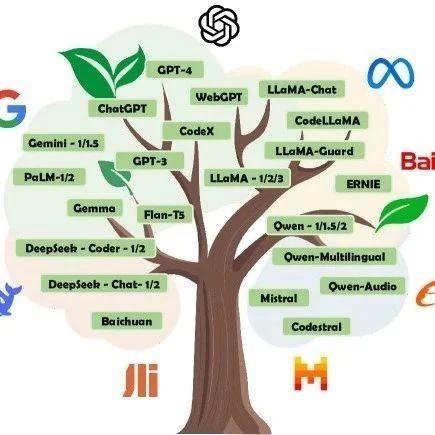 GPT-4
ChatGPT
WebGPT
LLaMA-Chat
CodeX
CodeLLaMA
Gemini - 1/1.5
GPT-3
LLaMA-Guard
Bai
PaLM-1/2
LLaMA - 1/2/3
ERNIE
Gemma
Flan-T5
Qwen - 1/1.5/2
DeepSeek - Coder - 1/2
Qwen-Multilingual
DeepSeek - Chat- 1/2
Qwen-Audio
Mistral
Baichuan
Codestral